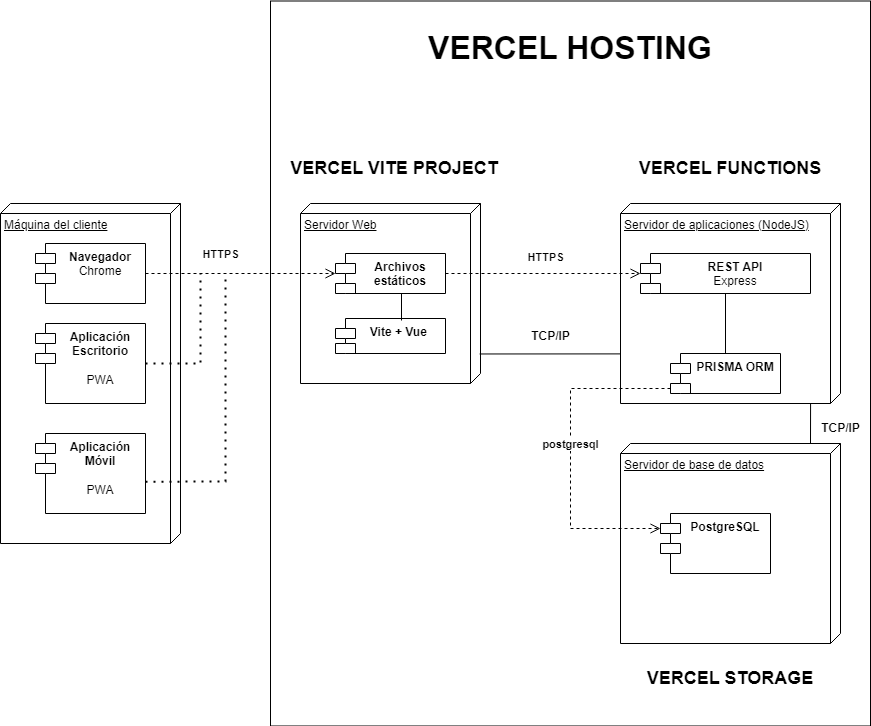 VERCEL HOSTING
VERCEL VITE PROJECT
VERCEL FUNCTIONS
Máquina del cliente
Navegador
Chrome
Aplicación
Escritorio
PWA
Aplicación
Móvil
PWA
HTTPS
Servidor Web
Archivos
estáticos
Vite + Vue
HTTPS
TCP/IP
Servidor de aplicaciones (NodeJS)
REST API
Express
PRISMA ORM
postgresql
TCP/IP
Servidor de base de datos
PostgreSQL
VERCEL STORAGE